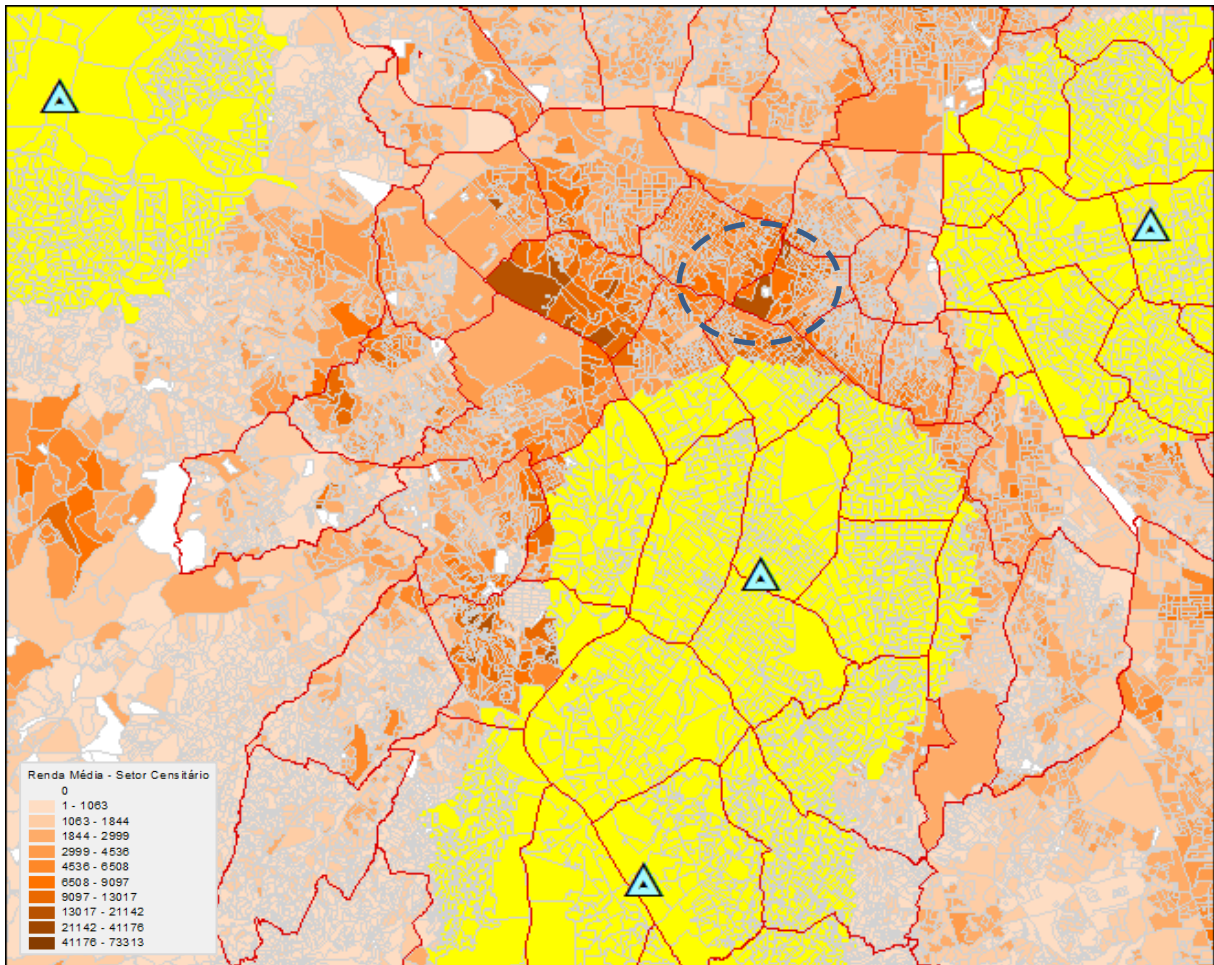 Renda Média - Setor Censitário
0
1 - 1063
1063 - 1844
1844 - 2999
2999 - 4536
4536 - 6508
6508 - 9097
9097 - 13017
13017 - 21142
21142 - 41176
41176 - 73313